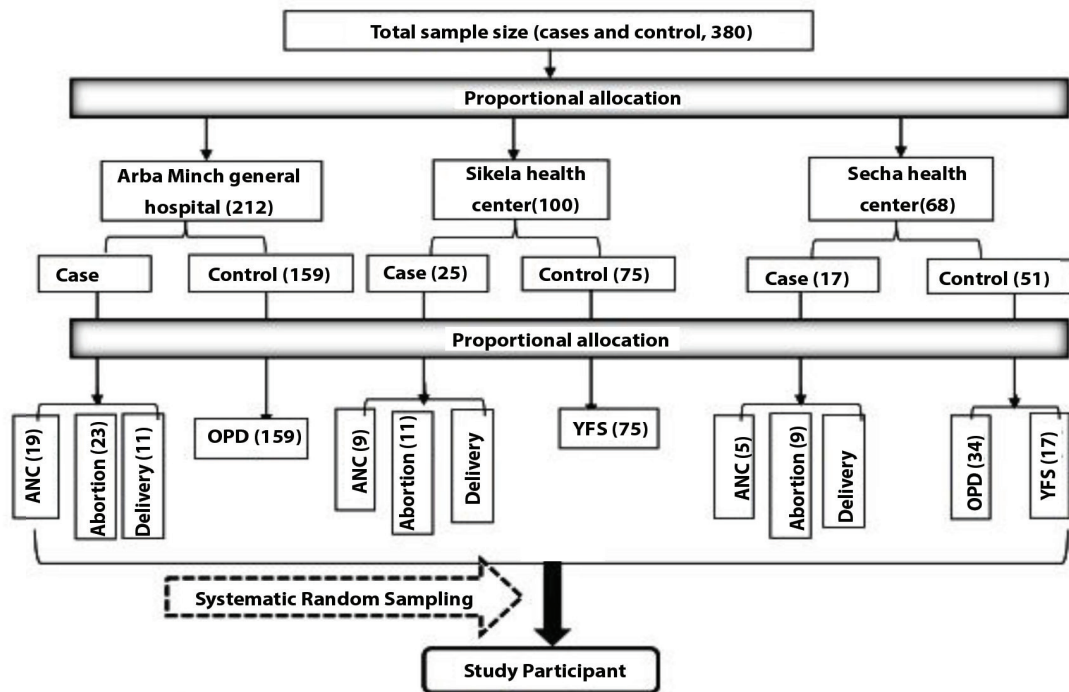 Total sample size (cases and control, 380)
Proportional allocation
Arba Minch general
hospital (212)
Sikela health
center(100)
Secha health
center(68)
Case
Control (159)
Case (25)
Control (75)
Case (17)
Control (51)
Proportional allocation
ANC (19)
Abortion (23)
Delivery (11)
OPD (159)
ANC (9)
Abortion (11)
Delivery
YFS (75)
ANC (5)
Abortion (9)
Delivery
OPD (34)
YFS (17)
Systematic Random Sampling
Study Participant